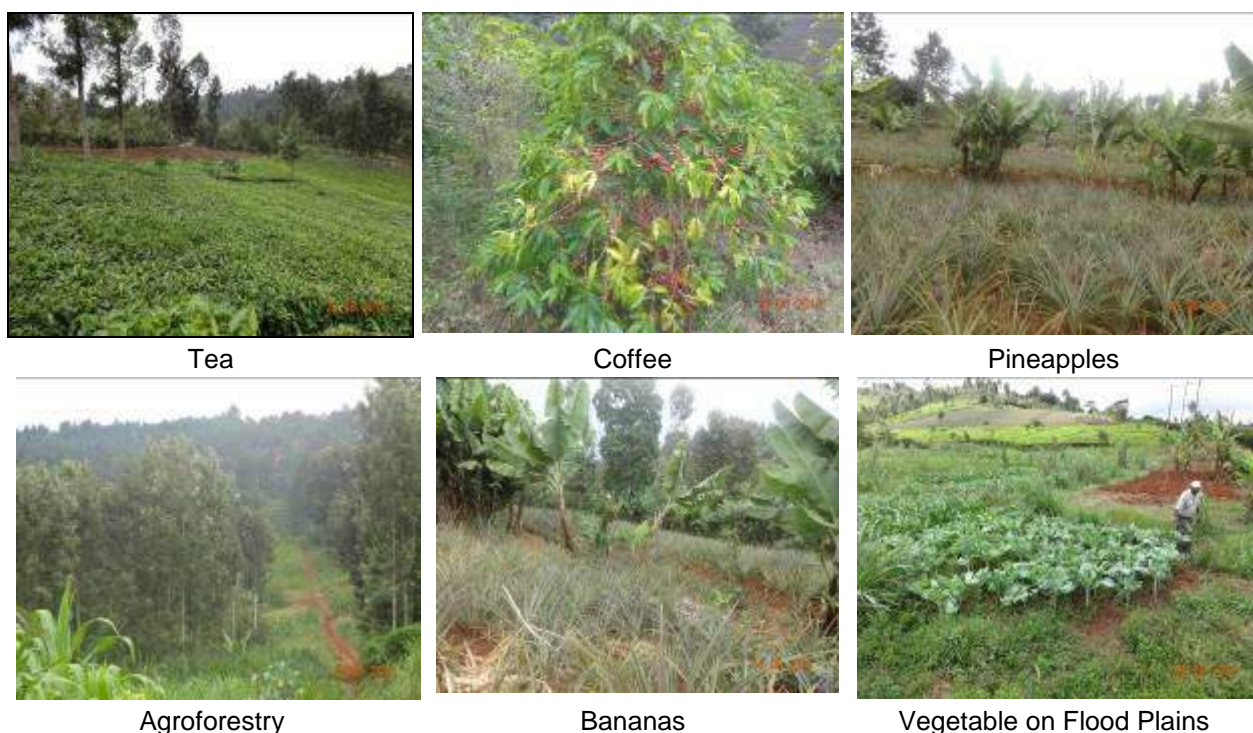 Tea
Coffee
Pineapples
Agroforestry
Bananas
Vegetable on Flood Plains